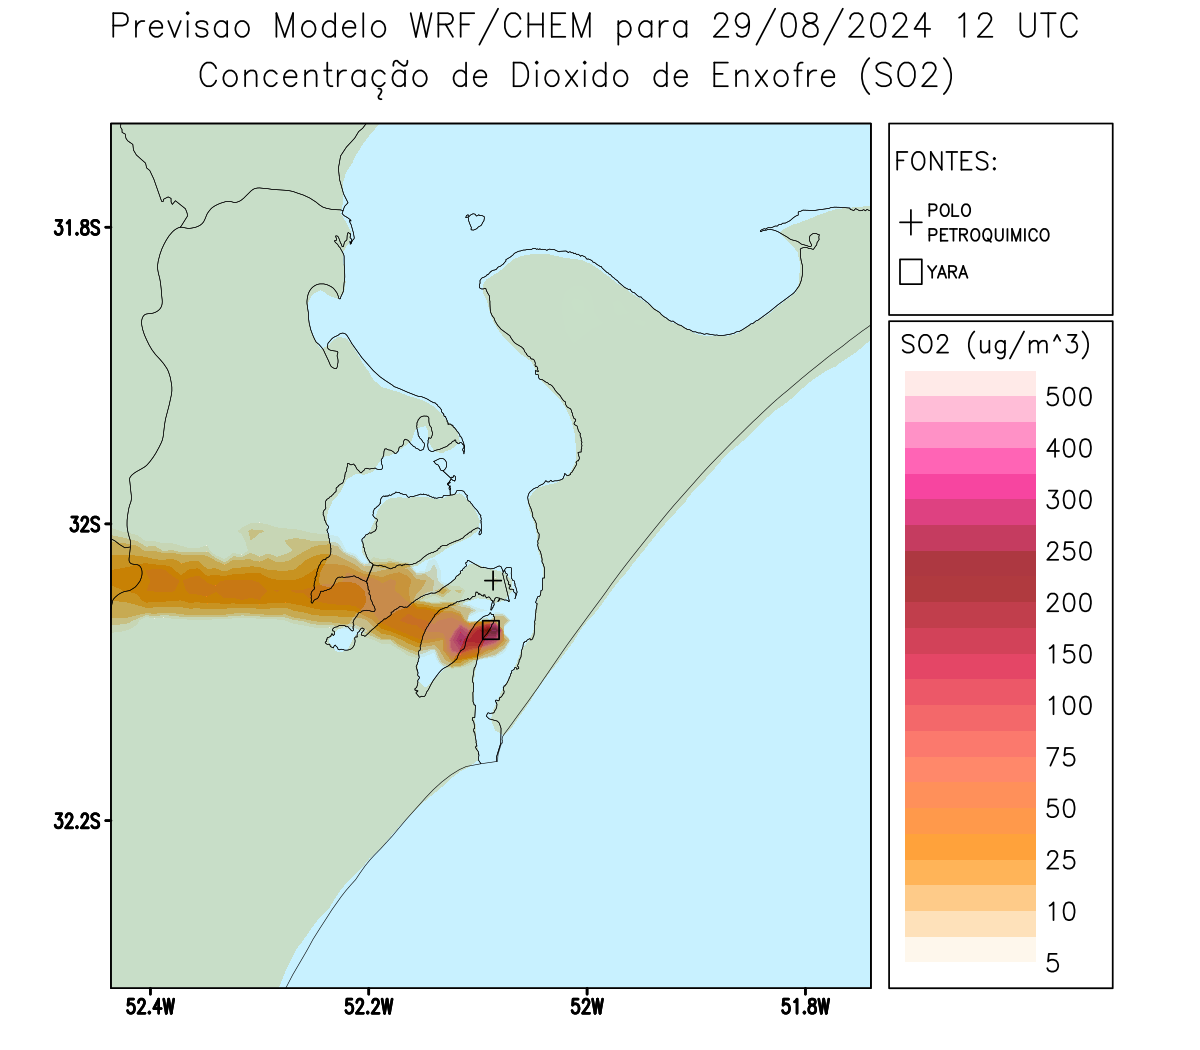 Previsao Modelo WRF/CHEM para 29/08/2024 12 UTC
Concentração de Dioxido de Enxofre (SO2)
FONTES:
POLO
PETROQUIMICO
YARA
SO2 (ug/m^3)
500
400
300
250
200
150
100
75
50
25
10
5
31.8S
32S
32.2S
52.4W
52.2W
52W
51.8W